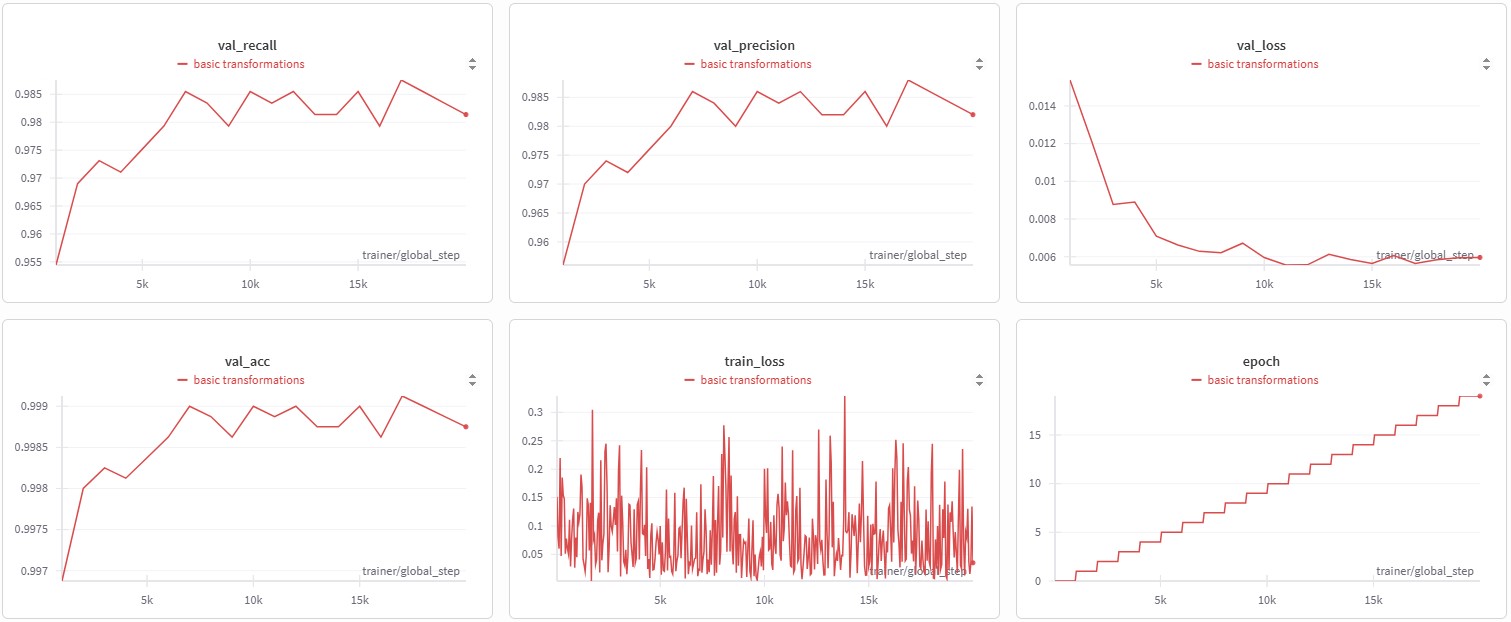 val_recall
basic transformations
0.985
0.98
0.975
0.97
0.965
0.96
0.955
trainer/global_step
5k 10k 15k
val_precision
basic transformations
0.985
0.98
0.975
0.97
0.965
0.96
trainer/global_step
5k 10k 15k
val_loss
basic transformations
0.014
0.012
0.01
0.008
0.006
trainer/global_step
5k 10k 15k
val_acc
basic transformations
0.999
0.9985
0.998
0.9975
0.997
trainer/global_step
5k 10k 15k
train_loss
basic transformations
0.3
0.25
0.2
0.15
0.1
0.05
trainer/global_step
5k 10k 15k
epoch
basic transformations
15
10
5
0
trainer/global_step
5k 10k 15k